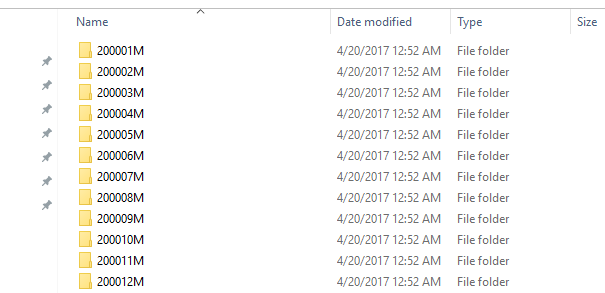 Name Date modified Type Size
200001M 4/20/2017 12:52 AM File folder
200002M 4/20/2017 12:52 AM File folder
200003M 4/20/2017 12:52 AM File folder
200004M 4/20/2017 12:52 AM File folder
200005M 4/20/2017 12:52 AM File folder
200006M 4/20/2017 12:52 AM File folder
200007M 4/20/2017 12:52 AM File folder
200008M 4/20/2017 12:52 AM File folder
200009M 4/20/2017 12:52 AM File folder
200010M 4/20/2017 12:52 AM File folder
200011M 4/20/2017 12:52 AM File folder
200012M 4/20/2017 12:52 AM File folder